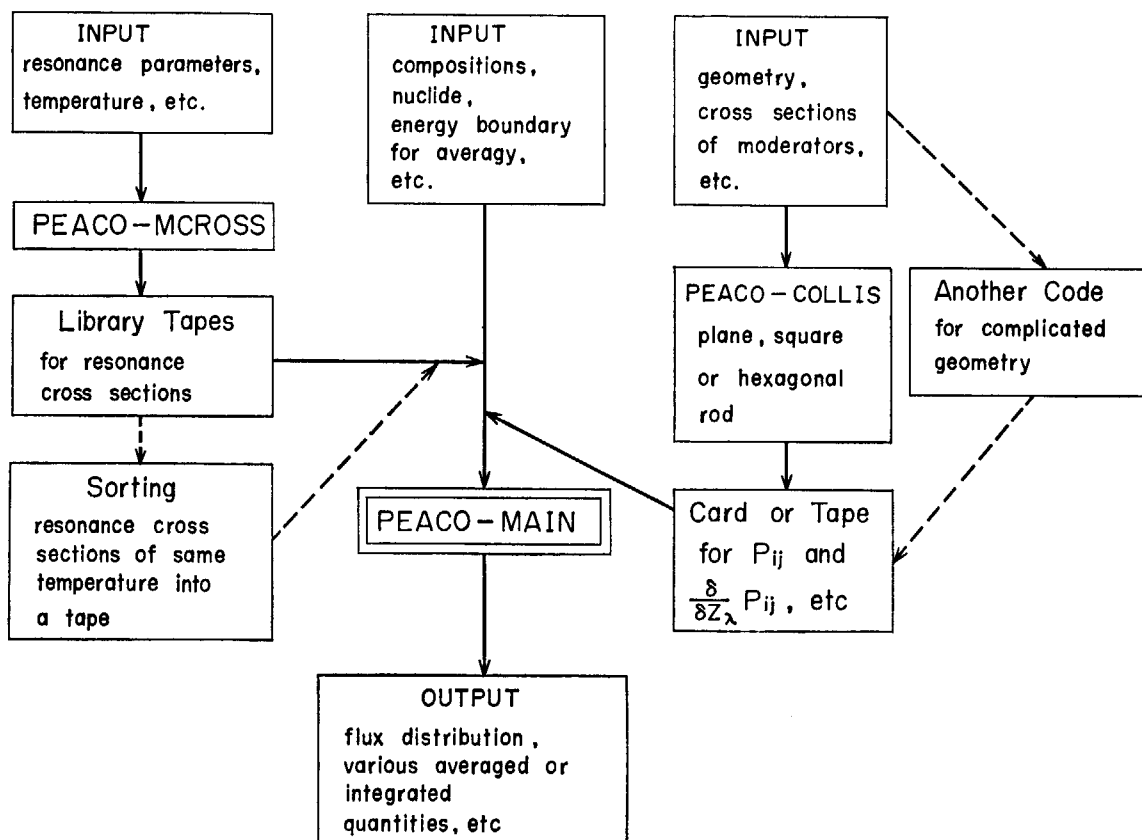 INPUT
resonance parameters,
temperature, etc.
PEACO-MCROSS
Library Tapes
for resonance
cross sections
Sorting
resonance cross
sections of same
temperature into
a tape
INPUT
compositions,
nuclide,
energy boundary
for averagy,
etc.
PEACO-MAIN
OUTPUT
flux distribution,
various averaged or
integrated
quantities, etc
INPUT
geometry,
cross sections
of moderators,
etc.
PEACO-COLLIS
plane, square
or hexagonal
rod
Another Code
for complicated
geometry
Card or Tape
for Pij and
δ/δZλ Pij, etc